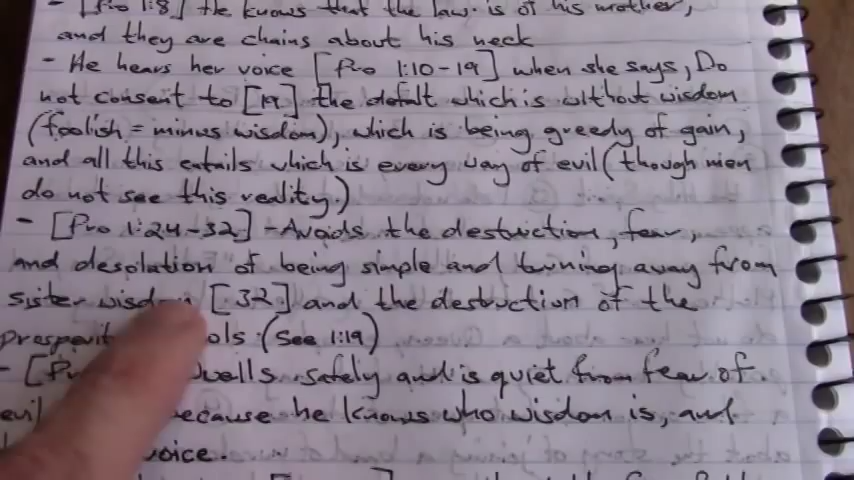 - [Pro 1:8] He knows that the law is of his mother,
and they are chains about his neck
- He hears her voice [Pro 1:10-19] when she says, Do
not consent to [19] the default which is without wisdom
(foolish = minus wisdom), which is being greedy of gain,
and all this entails which is every way of evil (though men
do not see this reality.)
- [Pro 1:24-32] - Avoids the destruction, fear,
and desolation of being simple and turning away from
sister wisdom [32] and the destruction of the
ols. (See 1:19)
- [P wells safely and is quiet from fear of
evil ecause he knows who wisdom is, and
voice.